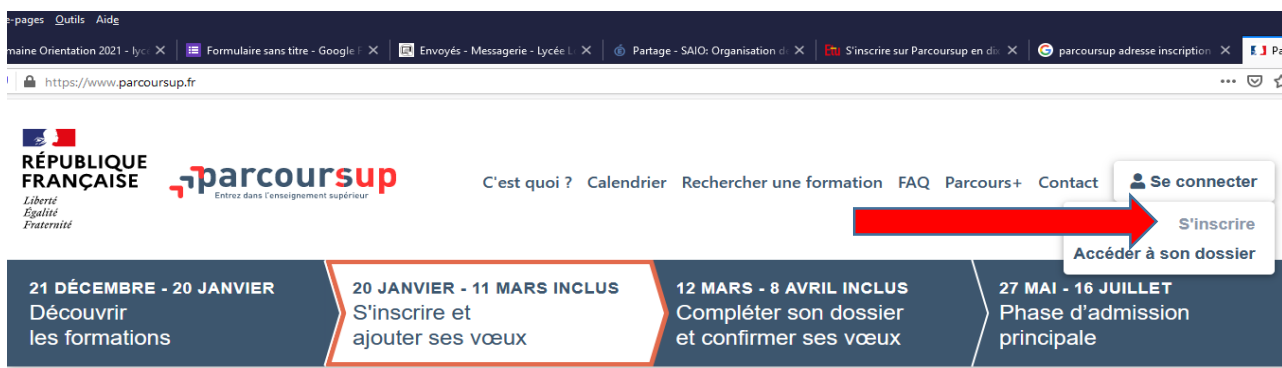 e-pages Outils Aide
maine Orientation 2021 - lyc Formulaire sans titre - Google F Envoyés - Messagerie - Lycée L Partage - SAIO: Organisation d S'inscrire sur Parcoursup en dix parcoursup adresse inscription Pa
https://www.parcoursup.fr
RÉPUBLIQUE
FRANÇAISE
Liberté
Égalité
Fraternité
parcoursup
Entrez dans l'enseignement supérieur
C'est quoi ? Calendrier Rechercher une formation FAQ Parcours+ Contact Se connecter
S'inscrire
Accéder à son dossier
21 DÉCEMBRE - 20 JANVIER
Découvrir
les formations
20 JANVIER - 11 MARS INCLUS
S'inscrire et
ajouter ses vœux
12 MARS - 8 AVRIL INCLUS
Compléter son dossier
et confirmer ses vœux
27 MAI - 16 JUILLET
Phase d'admission
principale